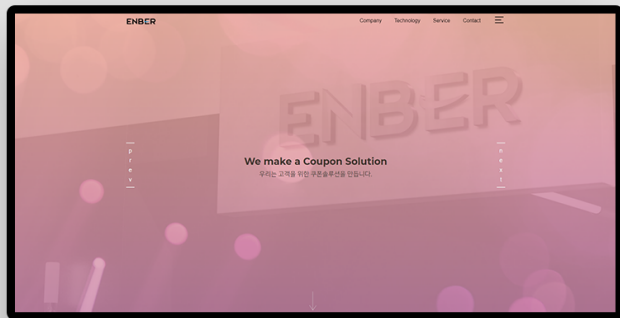 ENBER
Company Technology Service Contact
ENBER
We make a Coupon Solution
우리는 고객을 위한 쿠폰솔루션을 만듭니다.
prev
next